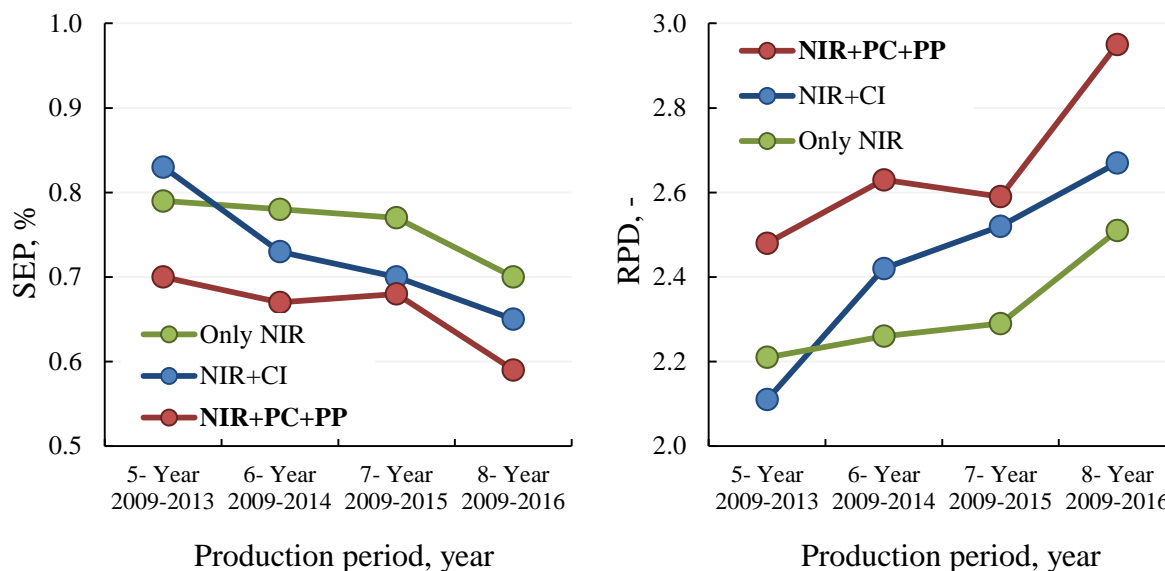 1.0
0.9
0.8
0.7
0.6
0.5
SEP, %
Only NIR
NIR+CI
NIR+PC+PP
5- Year 6- Year 7- Year 8- Year
2009-2013 2009-2014 2009-2015 2009-2016
Production period, year
3.0
2.8
2.6
2.4
2.2
2.0
RPD, -
NIR+PC+PP
NIR+CI
Only NIR
5- Year 6- Year 7- Year 8- Year
2009-2013 2009-2014 2009-2015 2009-2016
Production period, year